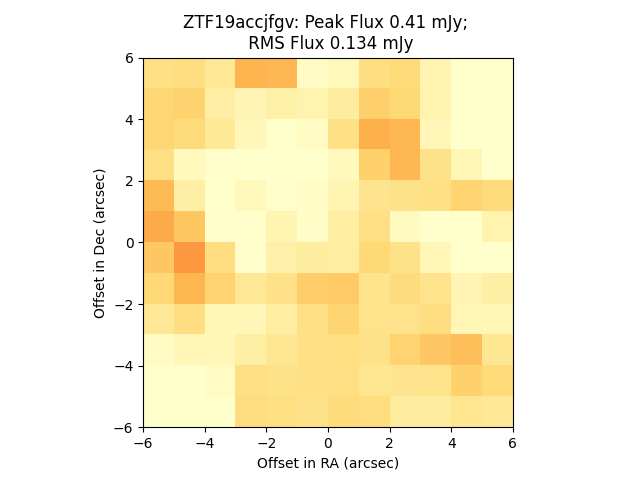 ZTF19accjfgv: Peak Flux 0.41 mJy;
RMS Flux 0.134 mJy
6
4
2
0
−2
−4
−6
Offset in Dec (arcsec)
−6 −4 −2 0 2 4 6
Offset in RA (arcsec)